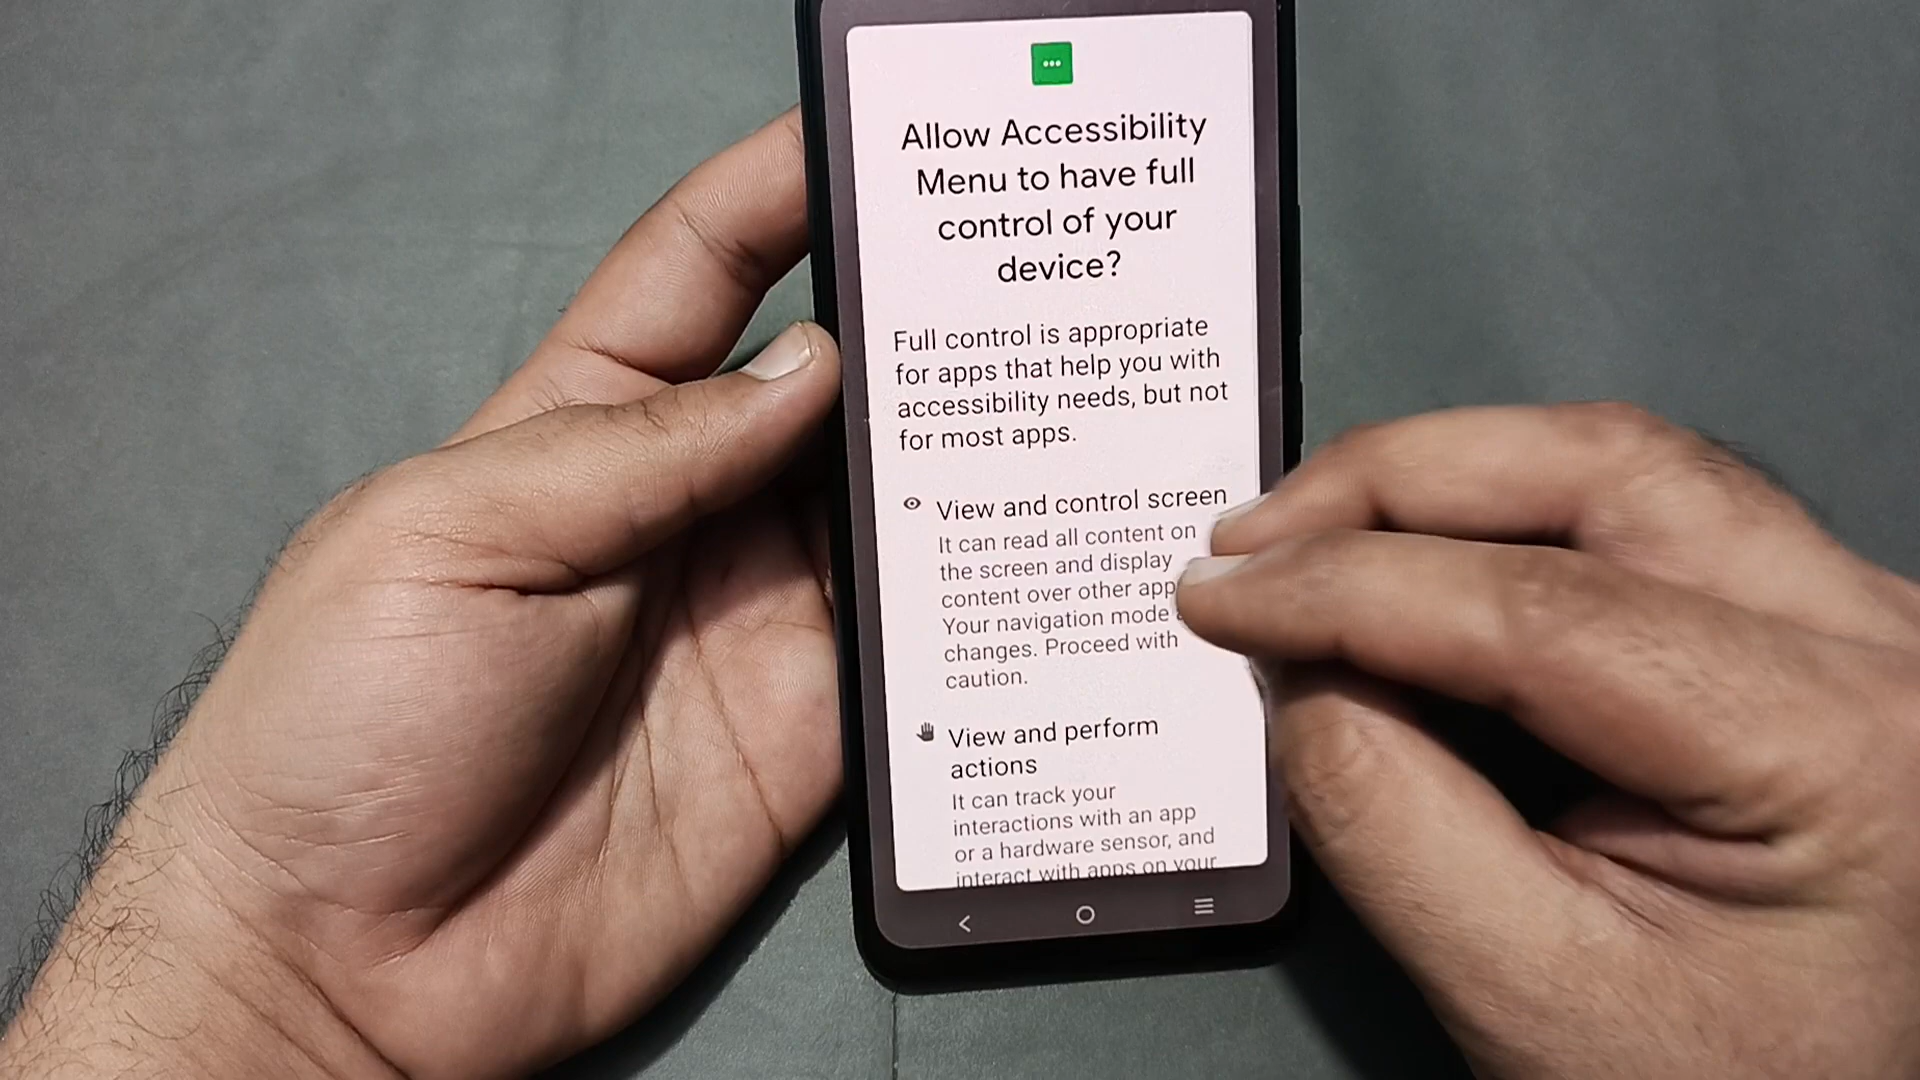 Allow Accessibility
Menu to have full
control of your
device?
Full control is appropriate
for apps that help you with
accessibility needs, but not
for most apps.
View and control screen
It can read all content on
the screen and display
content over other
Your navigation mode
changes. Proceed with
caution.
View and perform
actions
It can track your
interactions with an app
or a hardware sensor, and
interact with apps on your